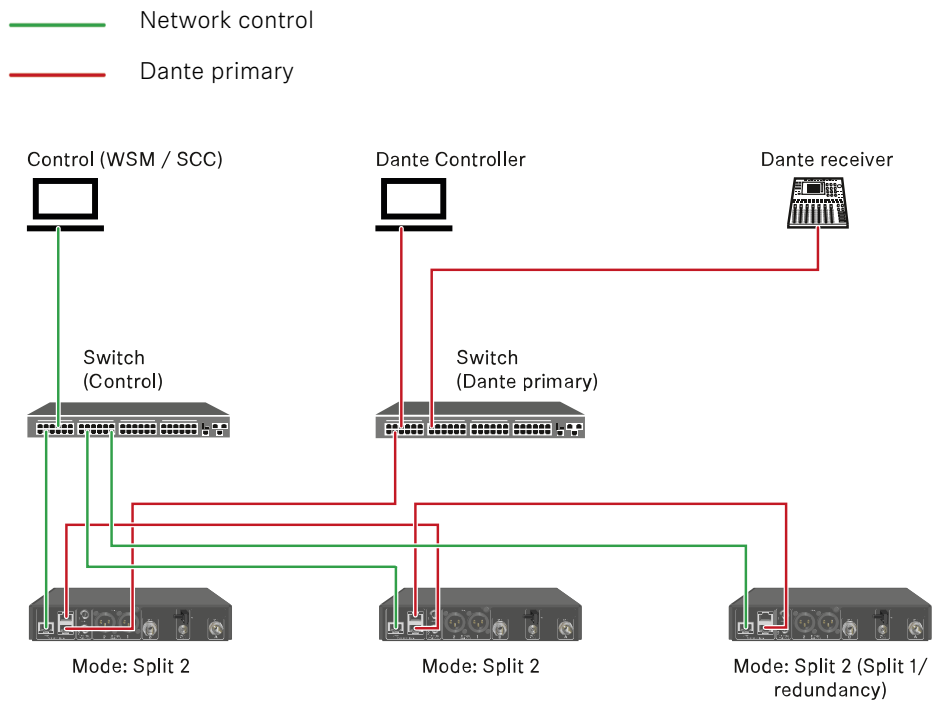 Network control
Dante primary
Control (WSM / SCC)
Dante Controller
Dante receiver
Switch
(Control)
Switch
(Dante primary)
Mode: Split 2
Mode: Split 2
Mode: Split 2 (Split 1/
redundancy)